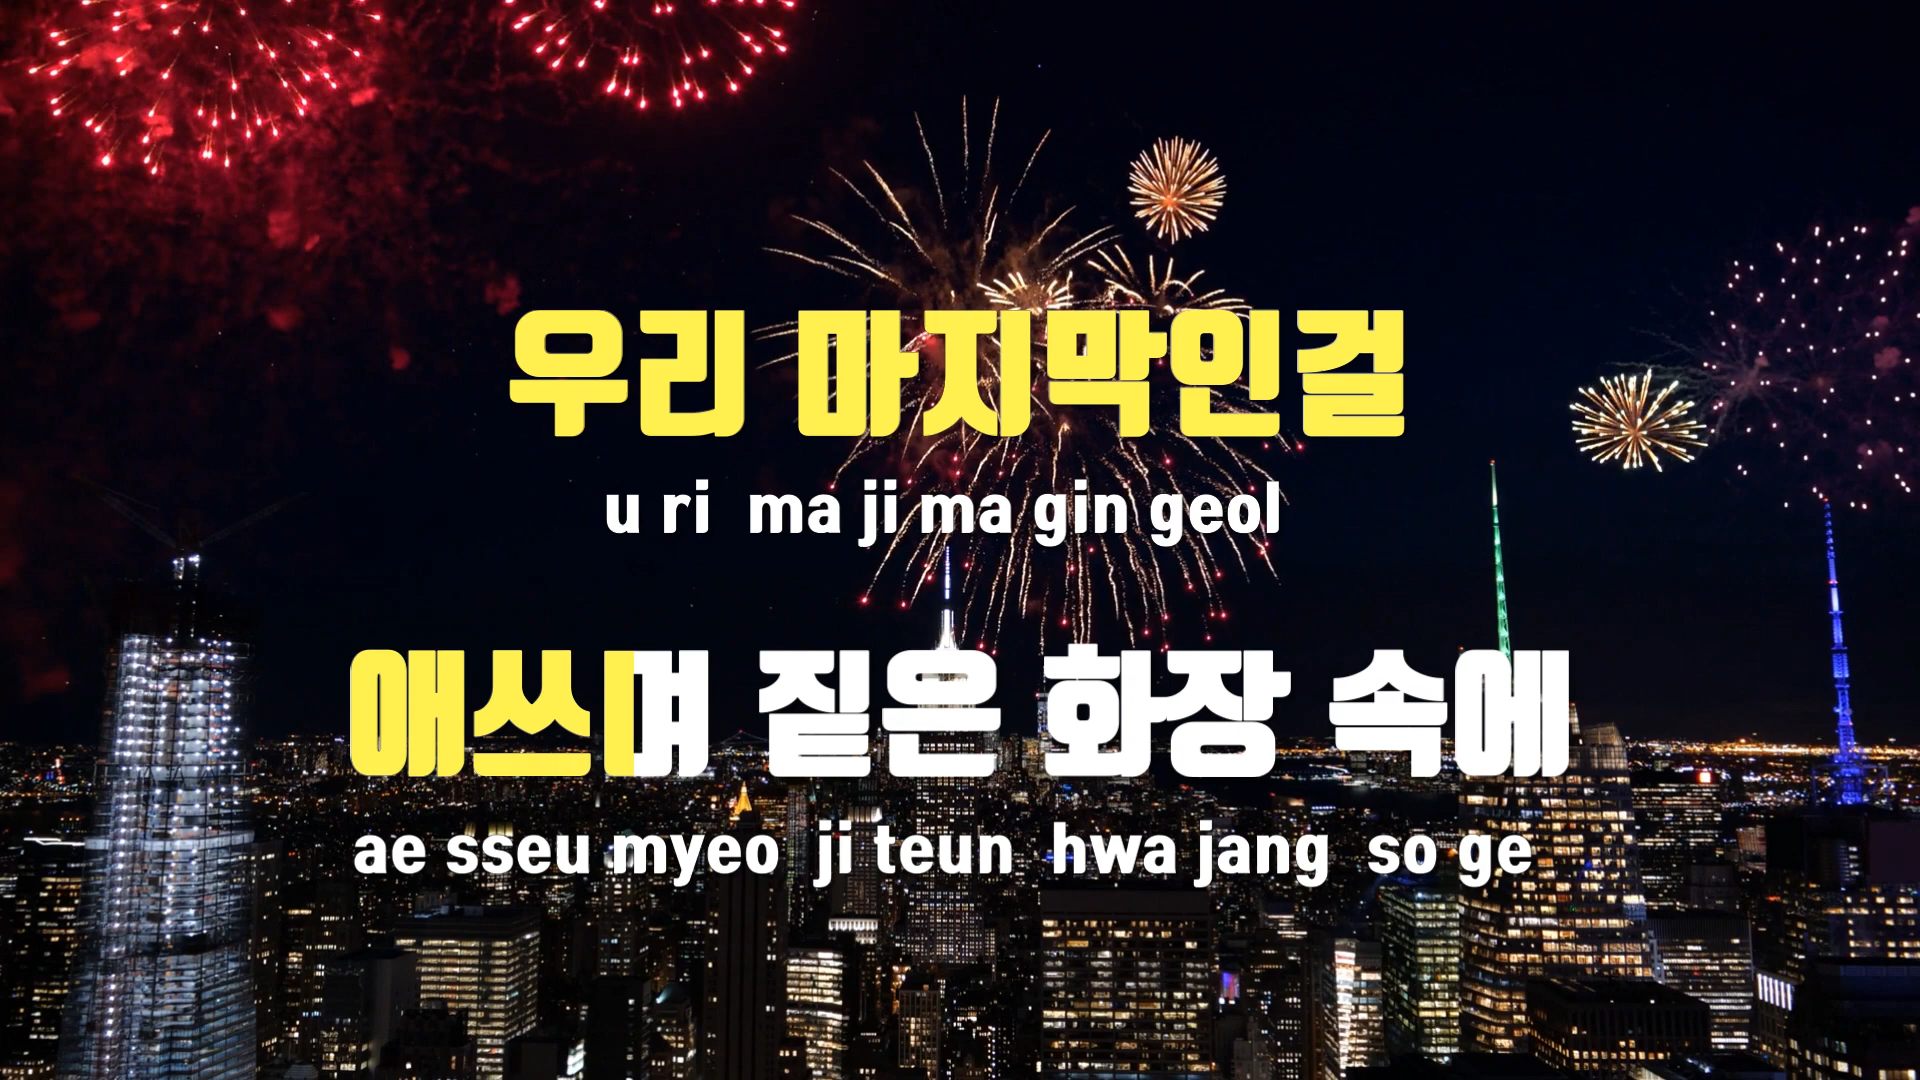 우리 마지막인걸
u ri ma ji ma gin geol
애쓰며 짙은 화장 속에
ae sseu myeo ji teun hwa jang so ge